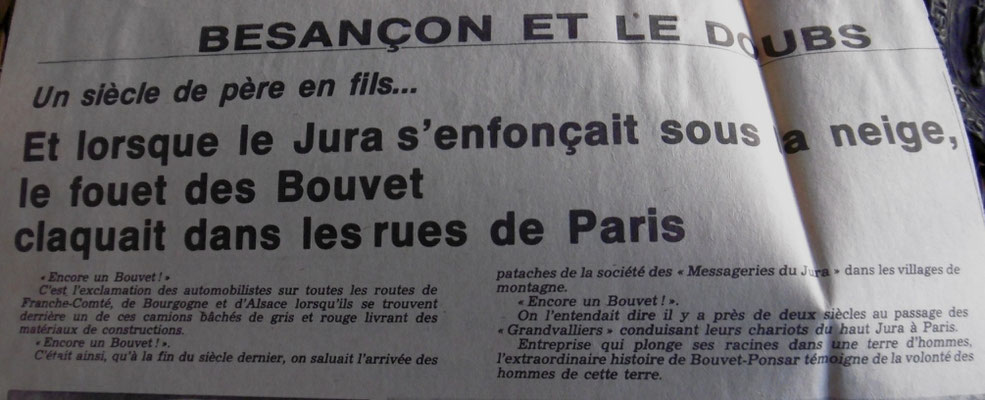 BESANÇON ET LE DOUBS
Un siècle de père en fils...
Et lorsque le Jura s'enfonçait sous la neige,
le fouet des Bouvet
claquait dans les rues de Paris
« Encore un Bouvet ! »
C'est l'exclamation des automobilistes sur toutes les routes de
Franche-Comté, de Bourgogne et d'Alsace lorsqu'ils se trouvent
derrière un de ces camions bâchés de gris et rouge livrant des
matériaux de constructions.
« Encore un Bouvet ! ».
C'était ainsi, qu'à la fin du siècle dernier, on saluait l'arrivée des
pataches de la société des « Messageries du Jura » dans les villages de
montagne.
« Encore un Bouvet ! ».
On l'entendait dire il y a près de deux siècles au passage des
« Grandvalliers » conduisant leurs chariots du haut Jura à Paris.
Entreprise qui plonge ses racines dans une terre d'hommes,
l'extraordinaire histoire de Bouvet-Ponsar témoigne de la volonté des
hommes de cette terre.